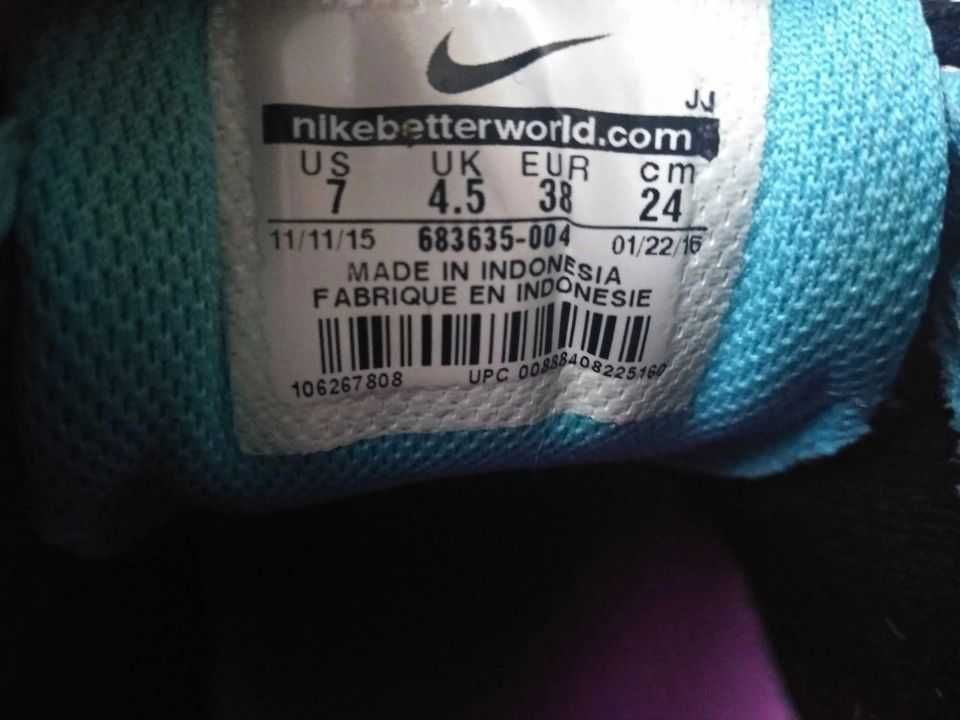 JJ
nikebetterworld.com
US UK EUR cm
7 4.5 38 24
11/11/15 683635-004 01/22/16
MADE IN INDONESIA
FABRIQUE EN INDONESIE
106267808 UPC 00888408225160